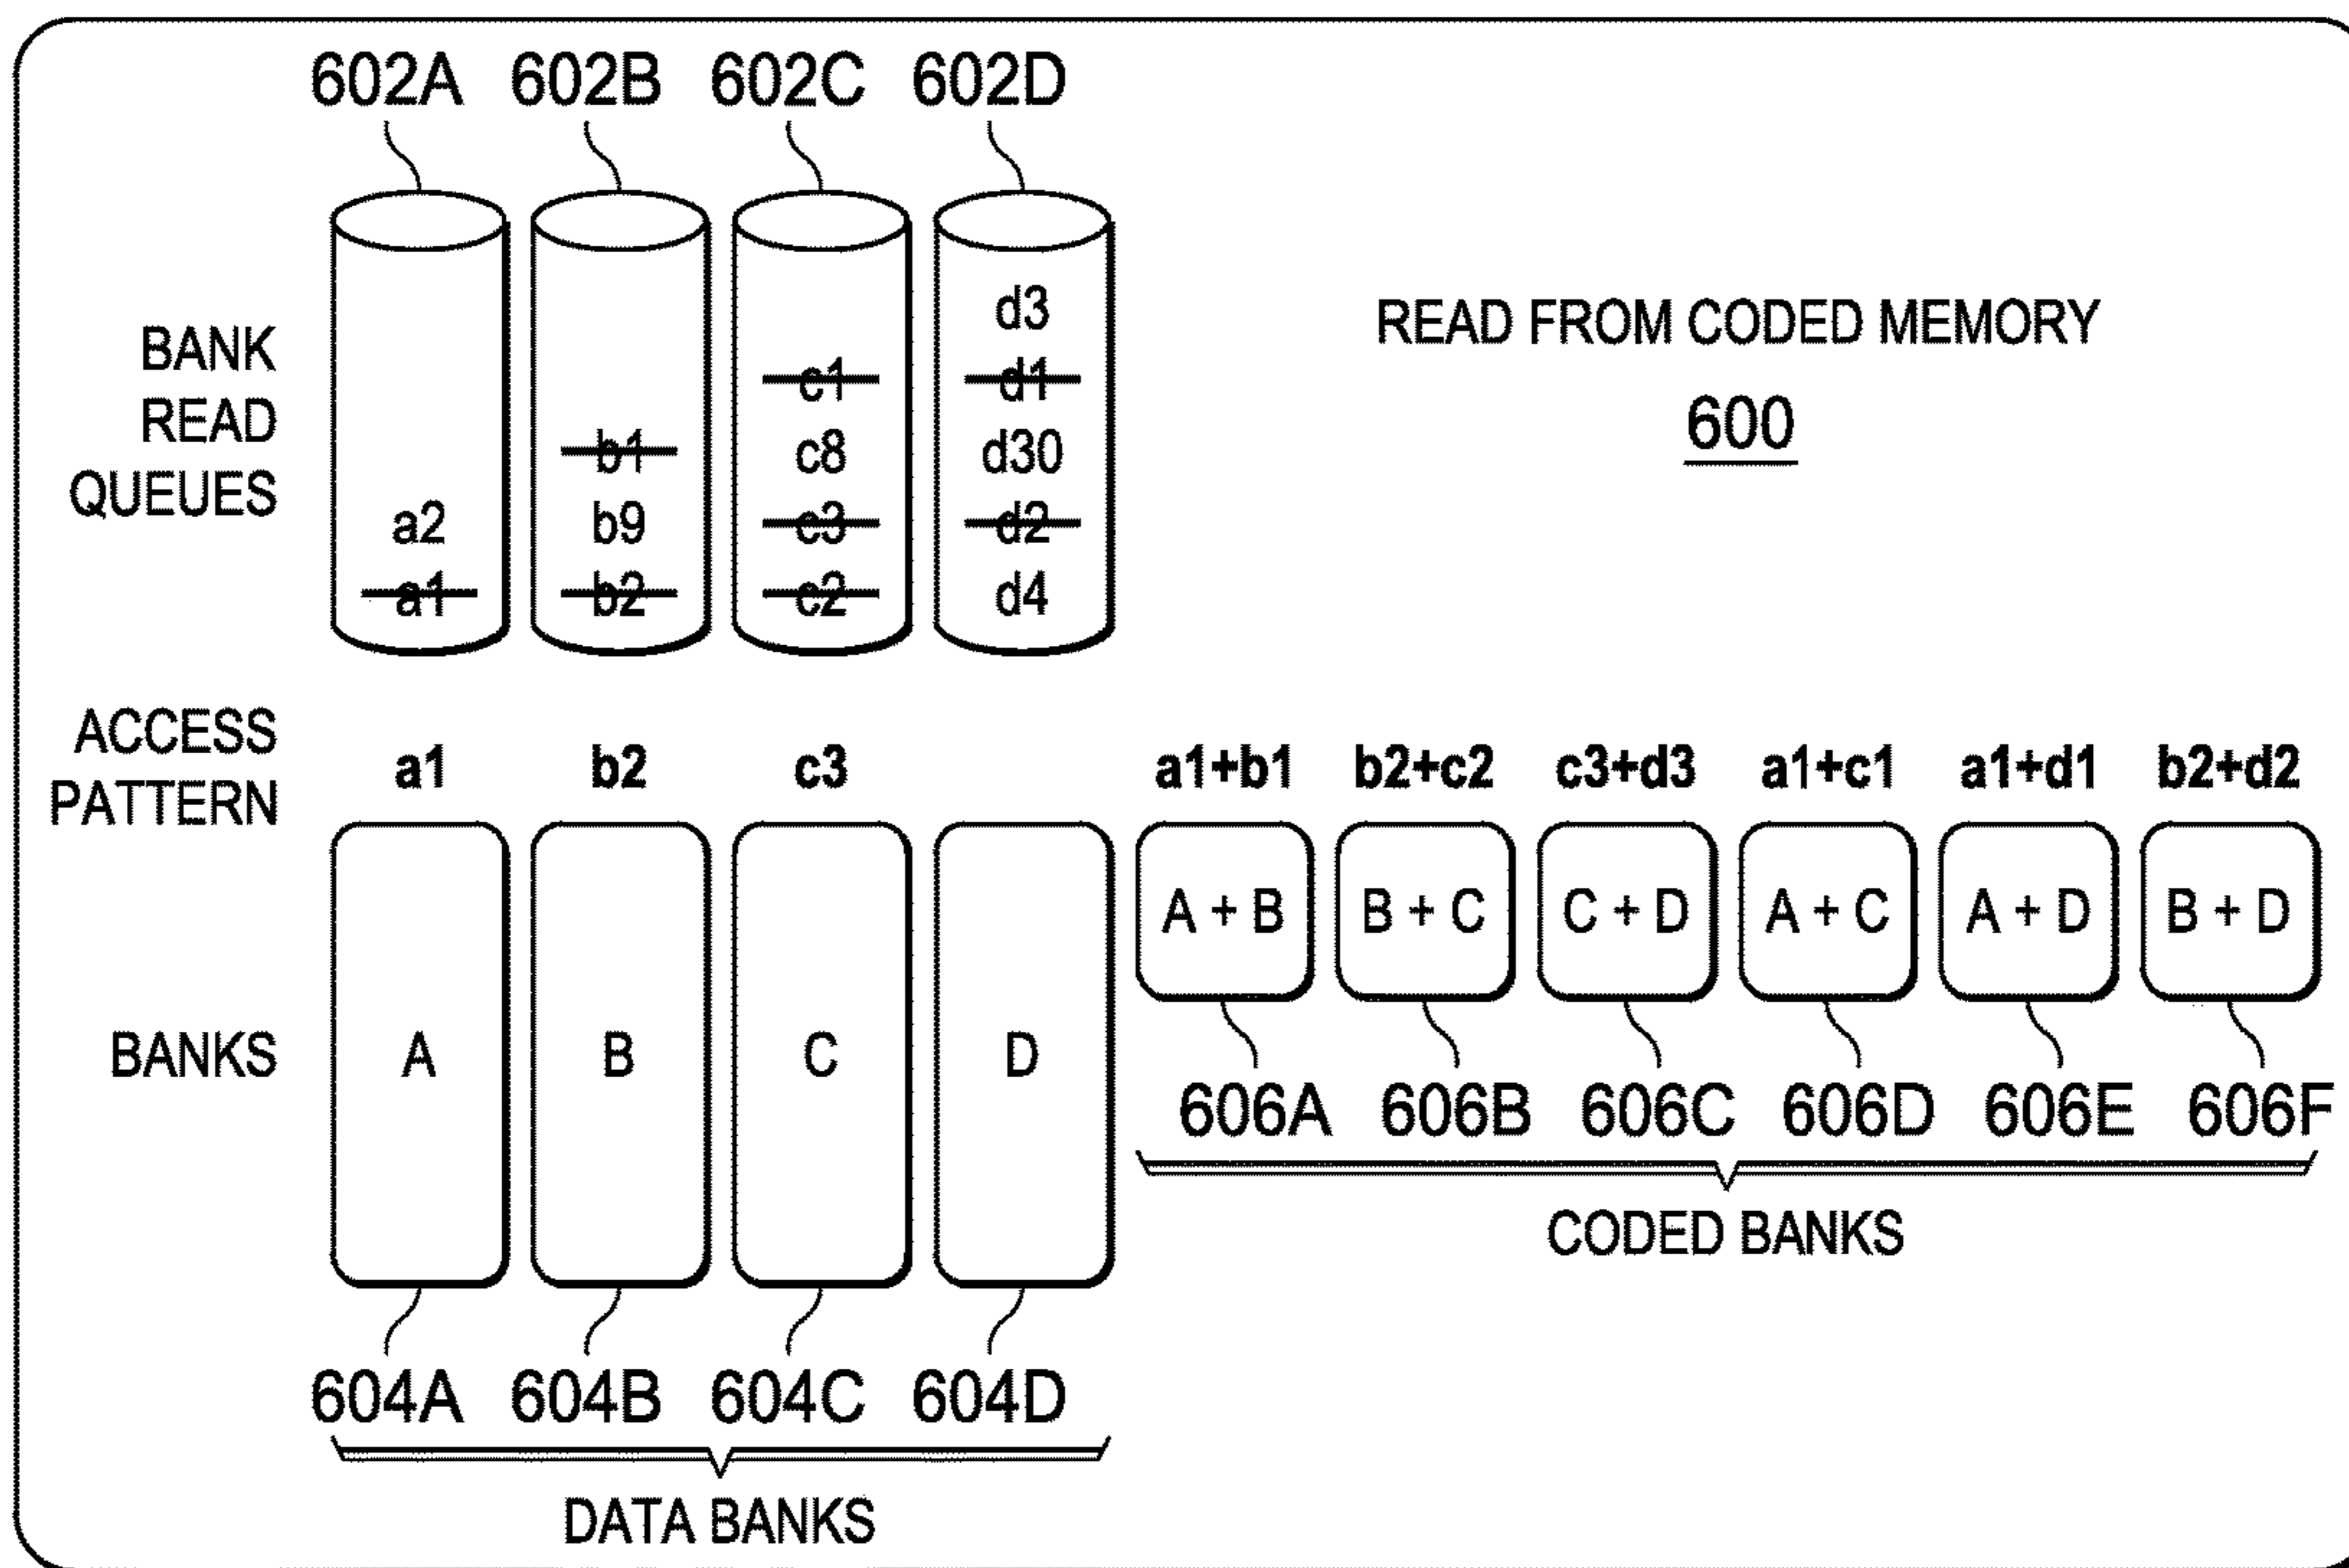 602A 602B 602C 602D
BANK
READ
QUEUES
d3
c1 d1
b1 c8 d30
a2 b9 c3 d2
a1 b2 c2 d4
READ FROM CODED MEMORY
600
ACCESS
PATTERN
a1 b2 c3 a1+b1 b2+c2 c3+d3 a1+c1 a1+d1 b2+d2
A + B B + C C + D A + C A + D B + D
BANKS A B C D
606A 606B 606C 606D 606E 606F
CODED BANKS
604A 604B 604C 604D
DATA BANKS